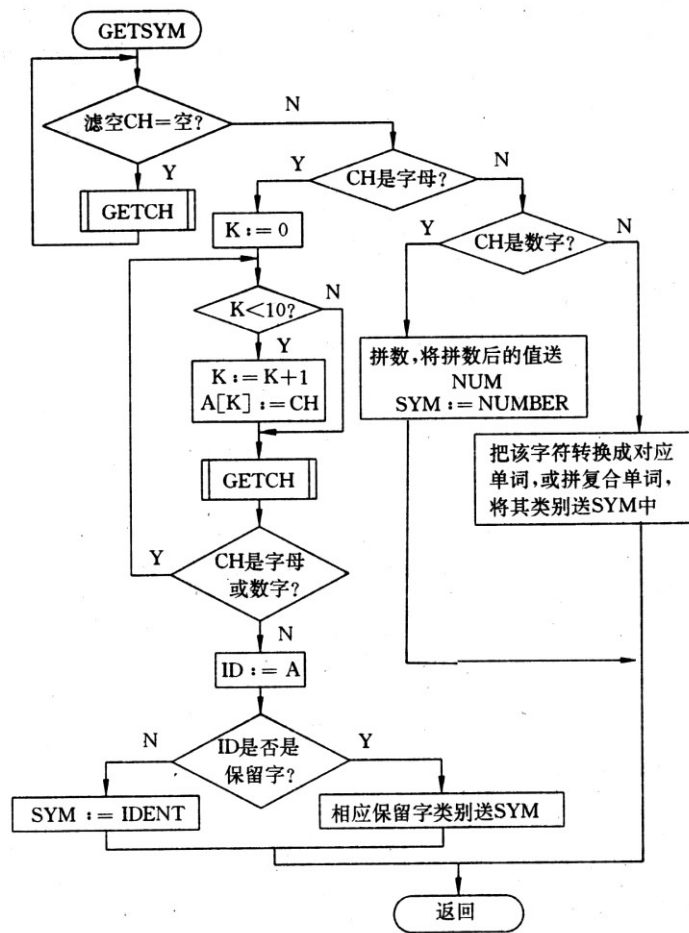 GETSYM
滤空CH=空?
N
Y
GETCH
CH是字母?
Y
N
K:=0
CH是数字?
Y
N
K<10?
N
Y
K:=K+1
A[K]:=CH
拼数,将拼数后的值送
NUM
SYM:=NUMBER
GETCH
把该字符转换成对应
单词,或拼复合单词,
将其类别送SYM中
CH是字母
或数字?
Y
N
ID:=A
ID是否是
保留字?
N
Y
SYM:=IDENT
相应保留字类别送SYM
返回